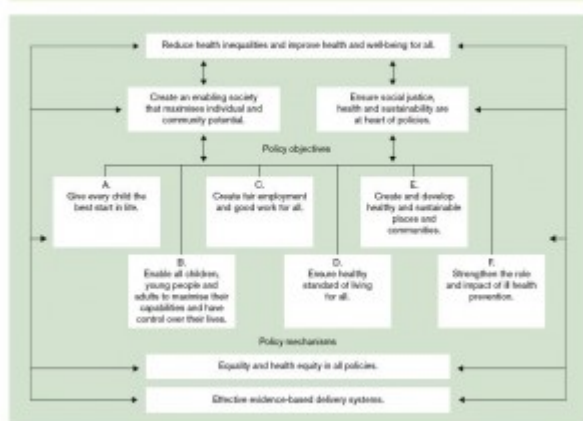 Reduce health inequalities and improve health and well-being for all.
Create an enabling society
that maximises individual and
community potential.
Ensure social justice,
health and sustainability are
at heart of policies.
Policy objectives
A.
Give every child the
best start in life.
C.
Create fair employment
and good work for all.
E.
Create and develop
healthy and sustainable
places and
communities.
B.
Enable all children,
young people and
adults to maximise their
capabilities and have
control over their lives.
D.
Ensure healthy
standard of living
for all.
F.
Strengthen the role
and impact of ill health
prevention.
Policy mechanisms
Equality and health equity in all policies.
Effective evidence-based delivery systems.